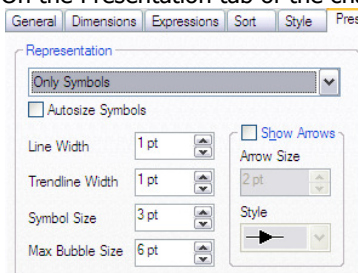 On the Presentation tab of the cha
General Dimensions Expressions Sort Style Pres
Representation
Only Symbols
Autosize Symbols
Line Width 1 pt
Trendline Width 1 pt
Symbol Size 3 pt
Max Bubble Size 6 pt
Show Arrows
Arrow Size
2 pt
Style